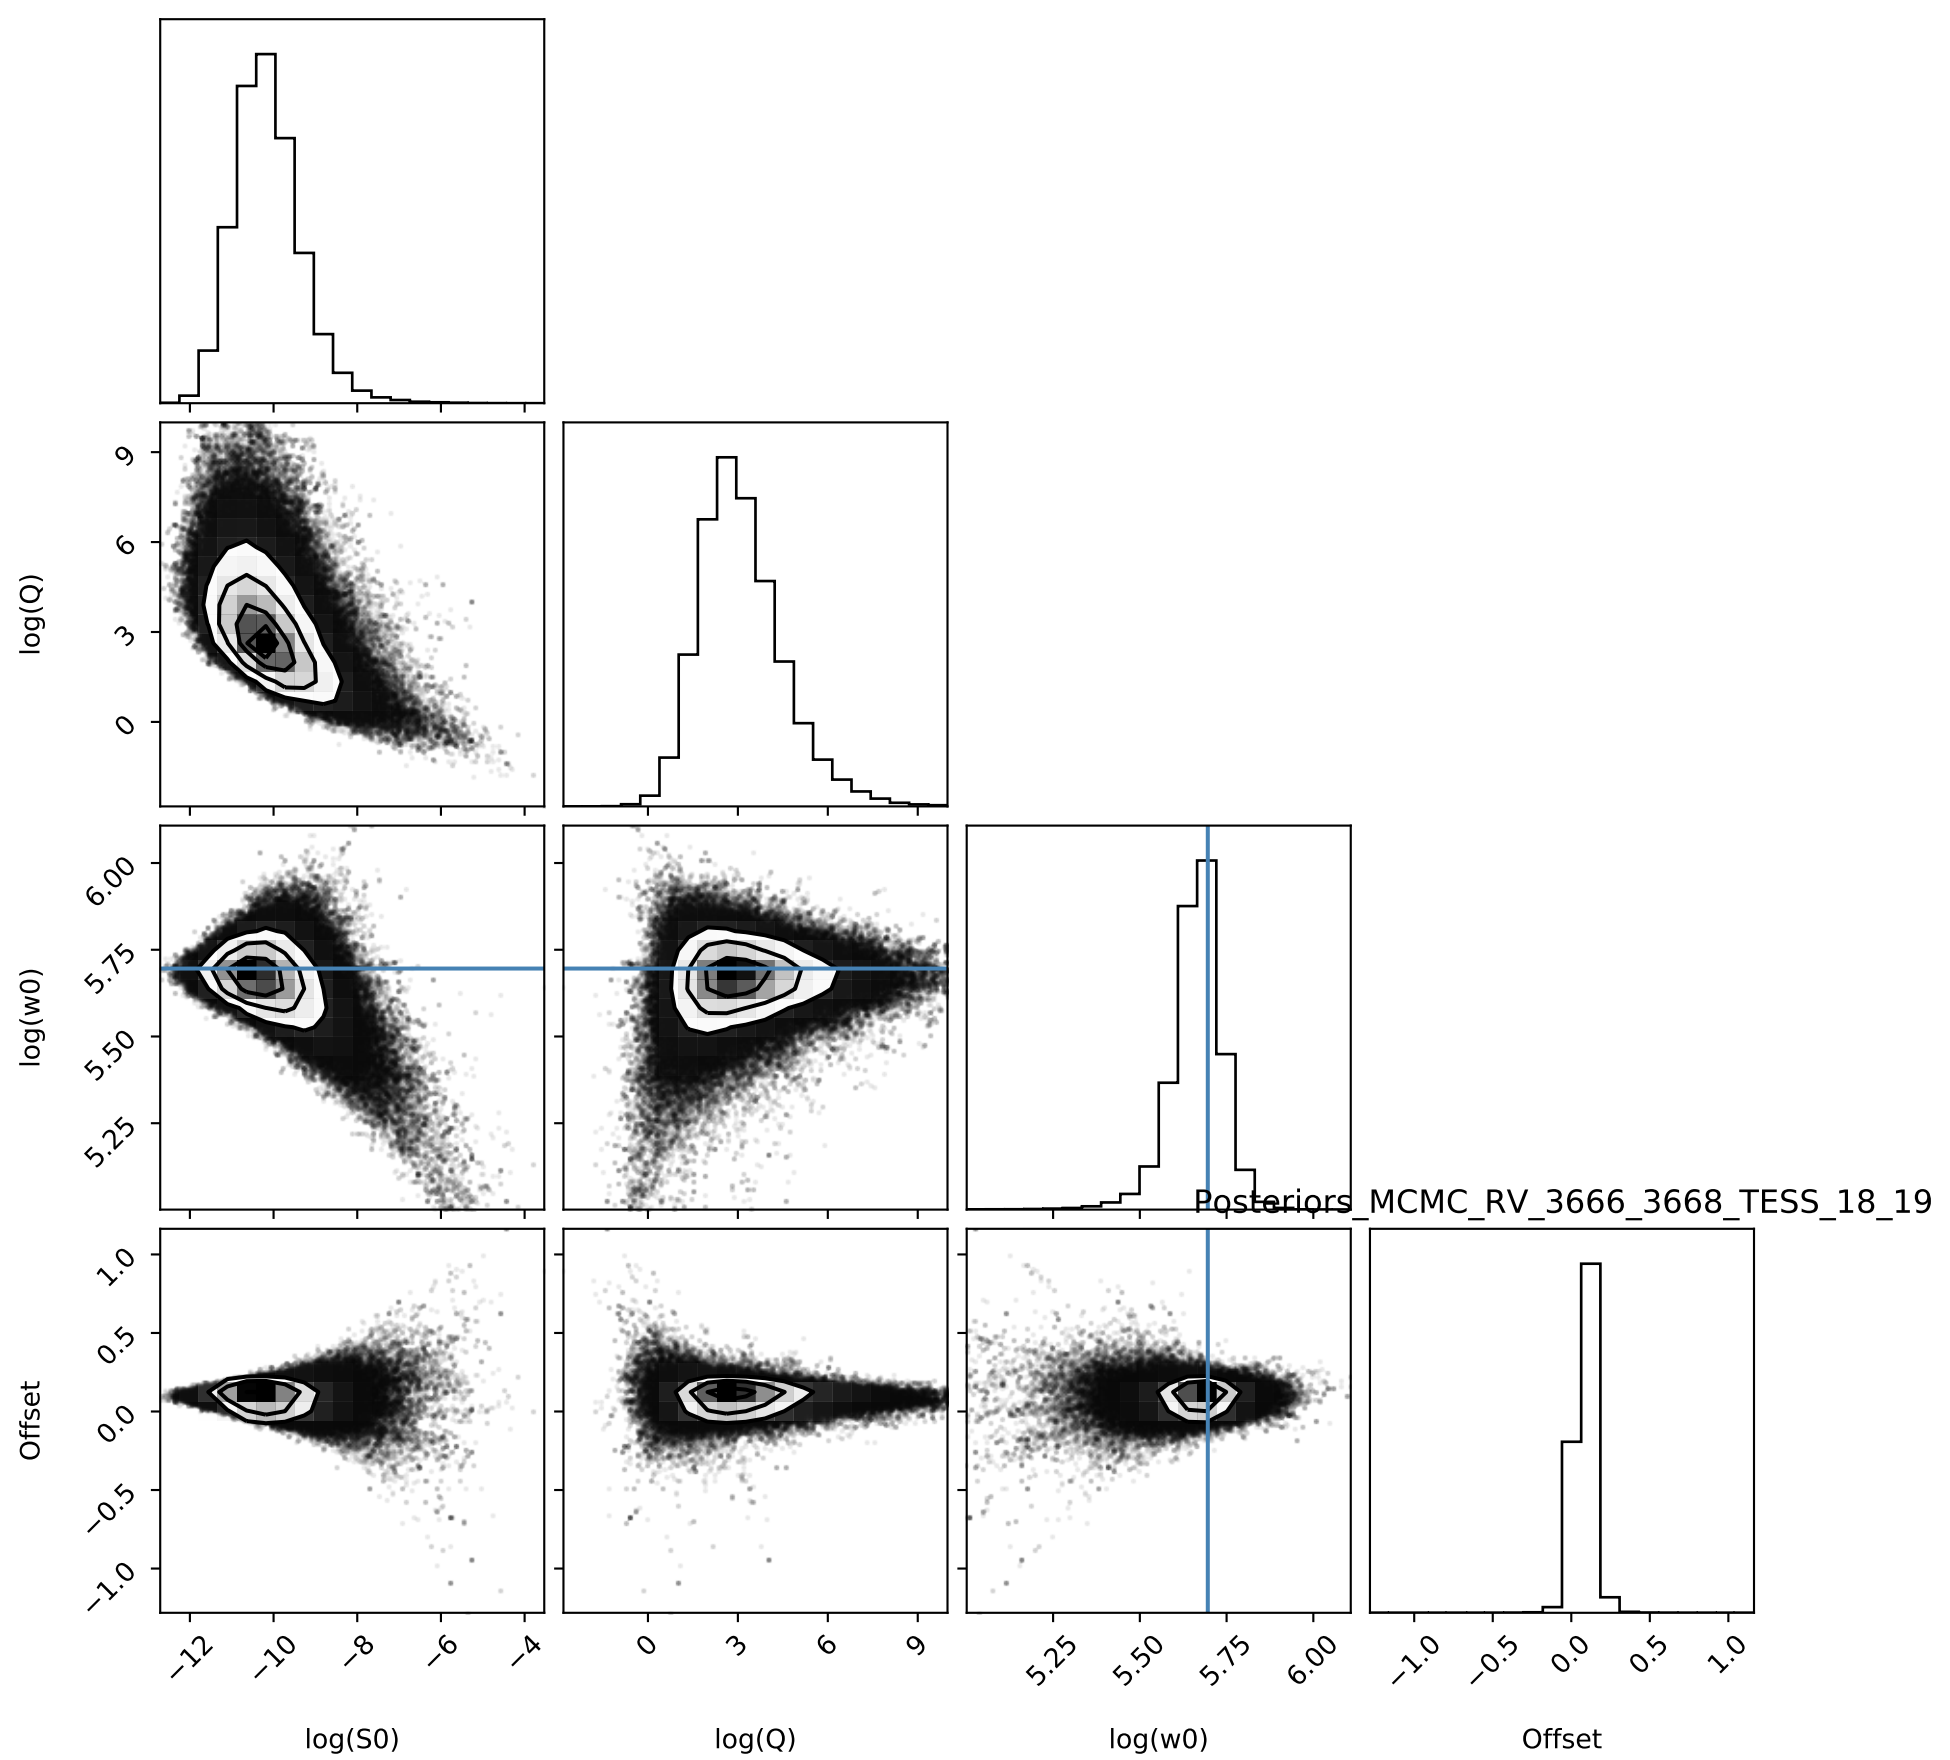 9
6
3
0
log(Q)
6.00
5.75
5.50
5.25
log(w0)
Posteriors_MCMC_RV_3666_3668_TESS_18_19
1.0
0.5
0.0
−0.5
−1.0
Offset
−12 −10 −8 −6 −4
0 3 6 9
5.25 5.50 5.75 6.00
−1.0 −0.5 0.0 0.5 1.0
log(S0) log(Q) log(w0) Offset